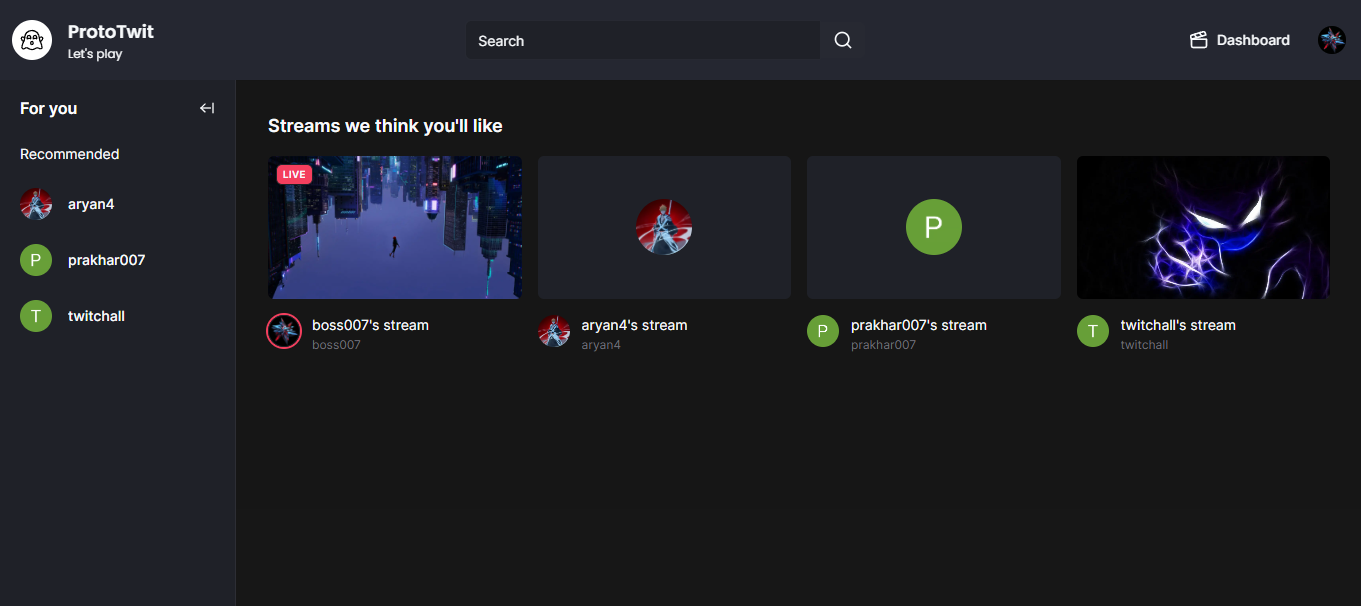 ProtoTwit
Let's play
Search
Dashboard
For you
Recommended
aryan4
P
prakhar007
T
twitchall
Streams we think you'll like
LIVE
P
boss007's stream
boss007
aryan4's stream
aryan4
P
prakhar007's stream
prakhar007
T
twitchall's stream
twitchall